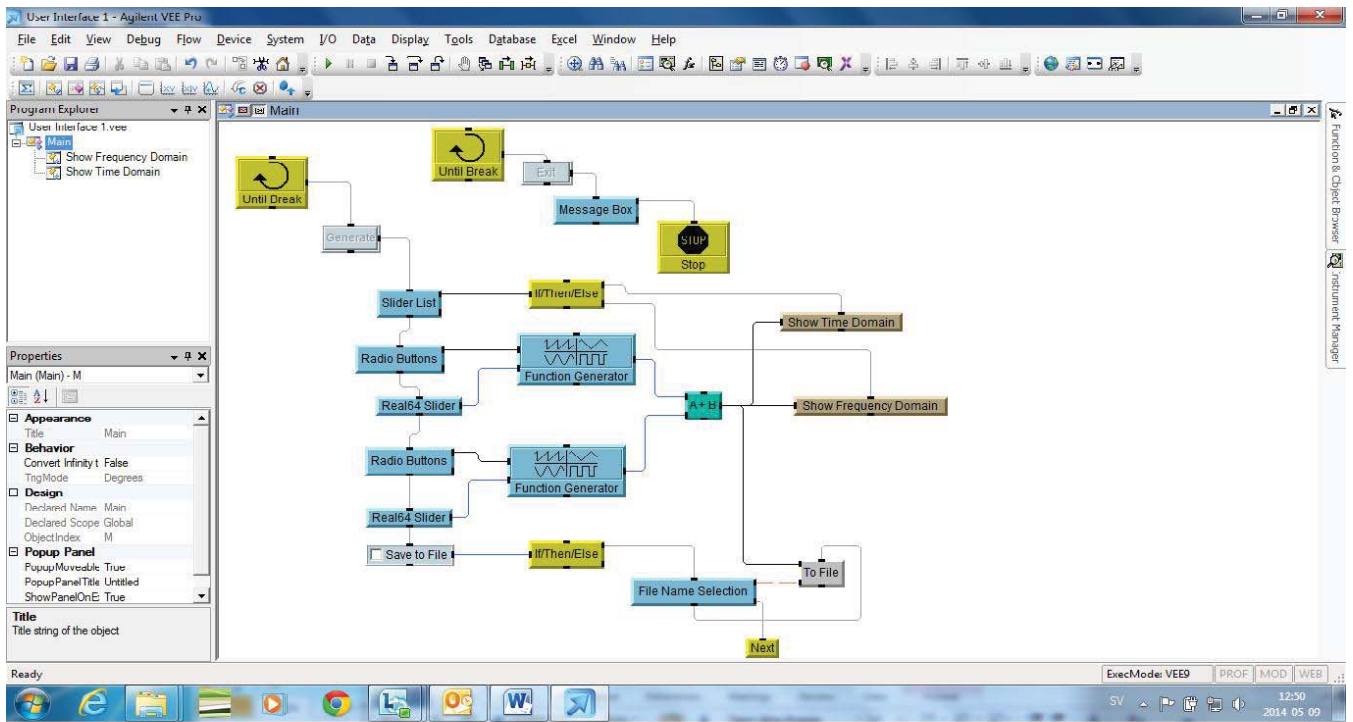 User Interface 1 - Agilent VEE Pro
File Edit View Debug Flow Device System I/O Data Display Tools Database Excel Window Help
Program Explorer
Main
User Interface 1.vee
Main
Show Frequency Domain
Show Time Domain
Until Break
Exit
Message Box
STOP
Stop
Until Break
Generate
Slider List
If/Then/Else
Show Time Domain
Radio Buttons
Function Generator
Real64 Slider
A + B
Show Frequency Domain
Radio Buttons
Function Generator
Real64 Slider
Save to File
If/Then/Else
To File
File Name Selection
Next
Properties
Main (Main) - M
Appearance
Title Main
Behavior
Convert Infinity t False
TrigMode Degrees
Design
Declared Name Main
Declared Scope Global
ObjectIndex M
Popup Panel
PopupMoveable True
PopupPanelTitle Untitled
ShowPanelOnE: True
Title
Title string of the object
Function & Object Browser
Instrument Manager
Ready
ExecMode: VEE9 PROF MOD WEB
SV
12:50
2014-05-09